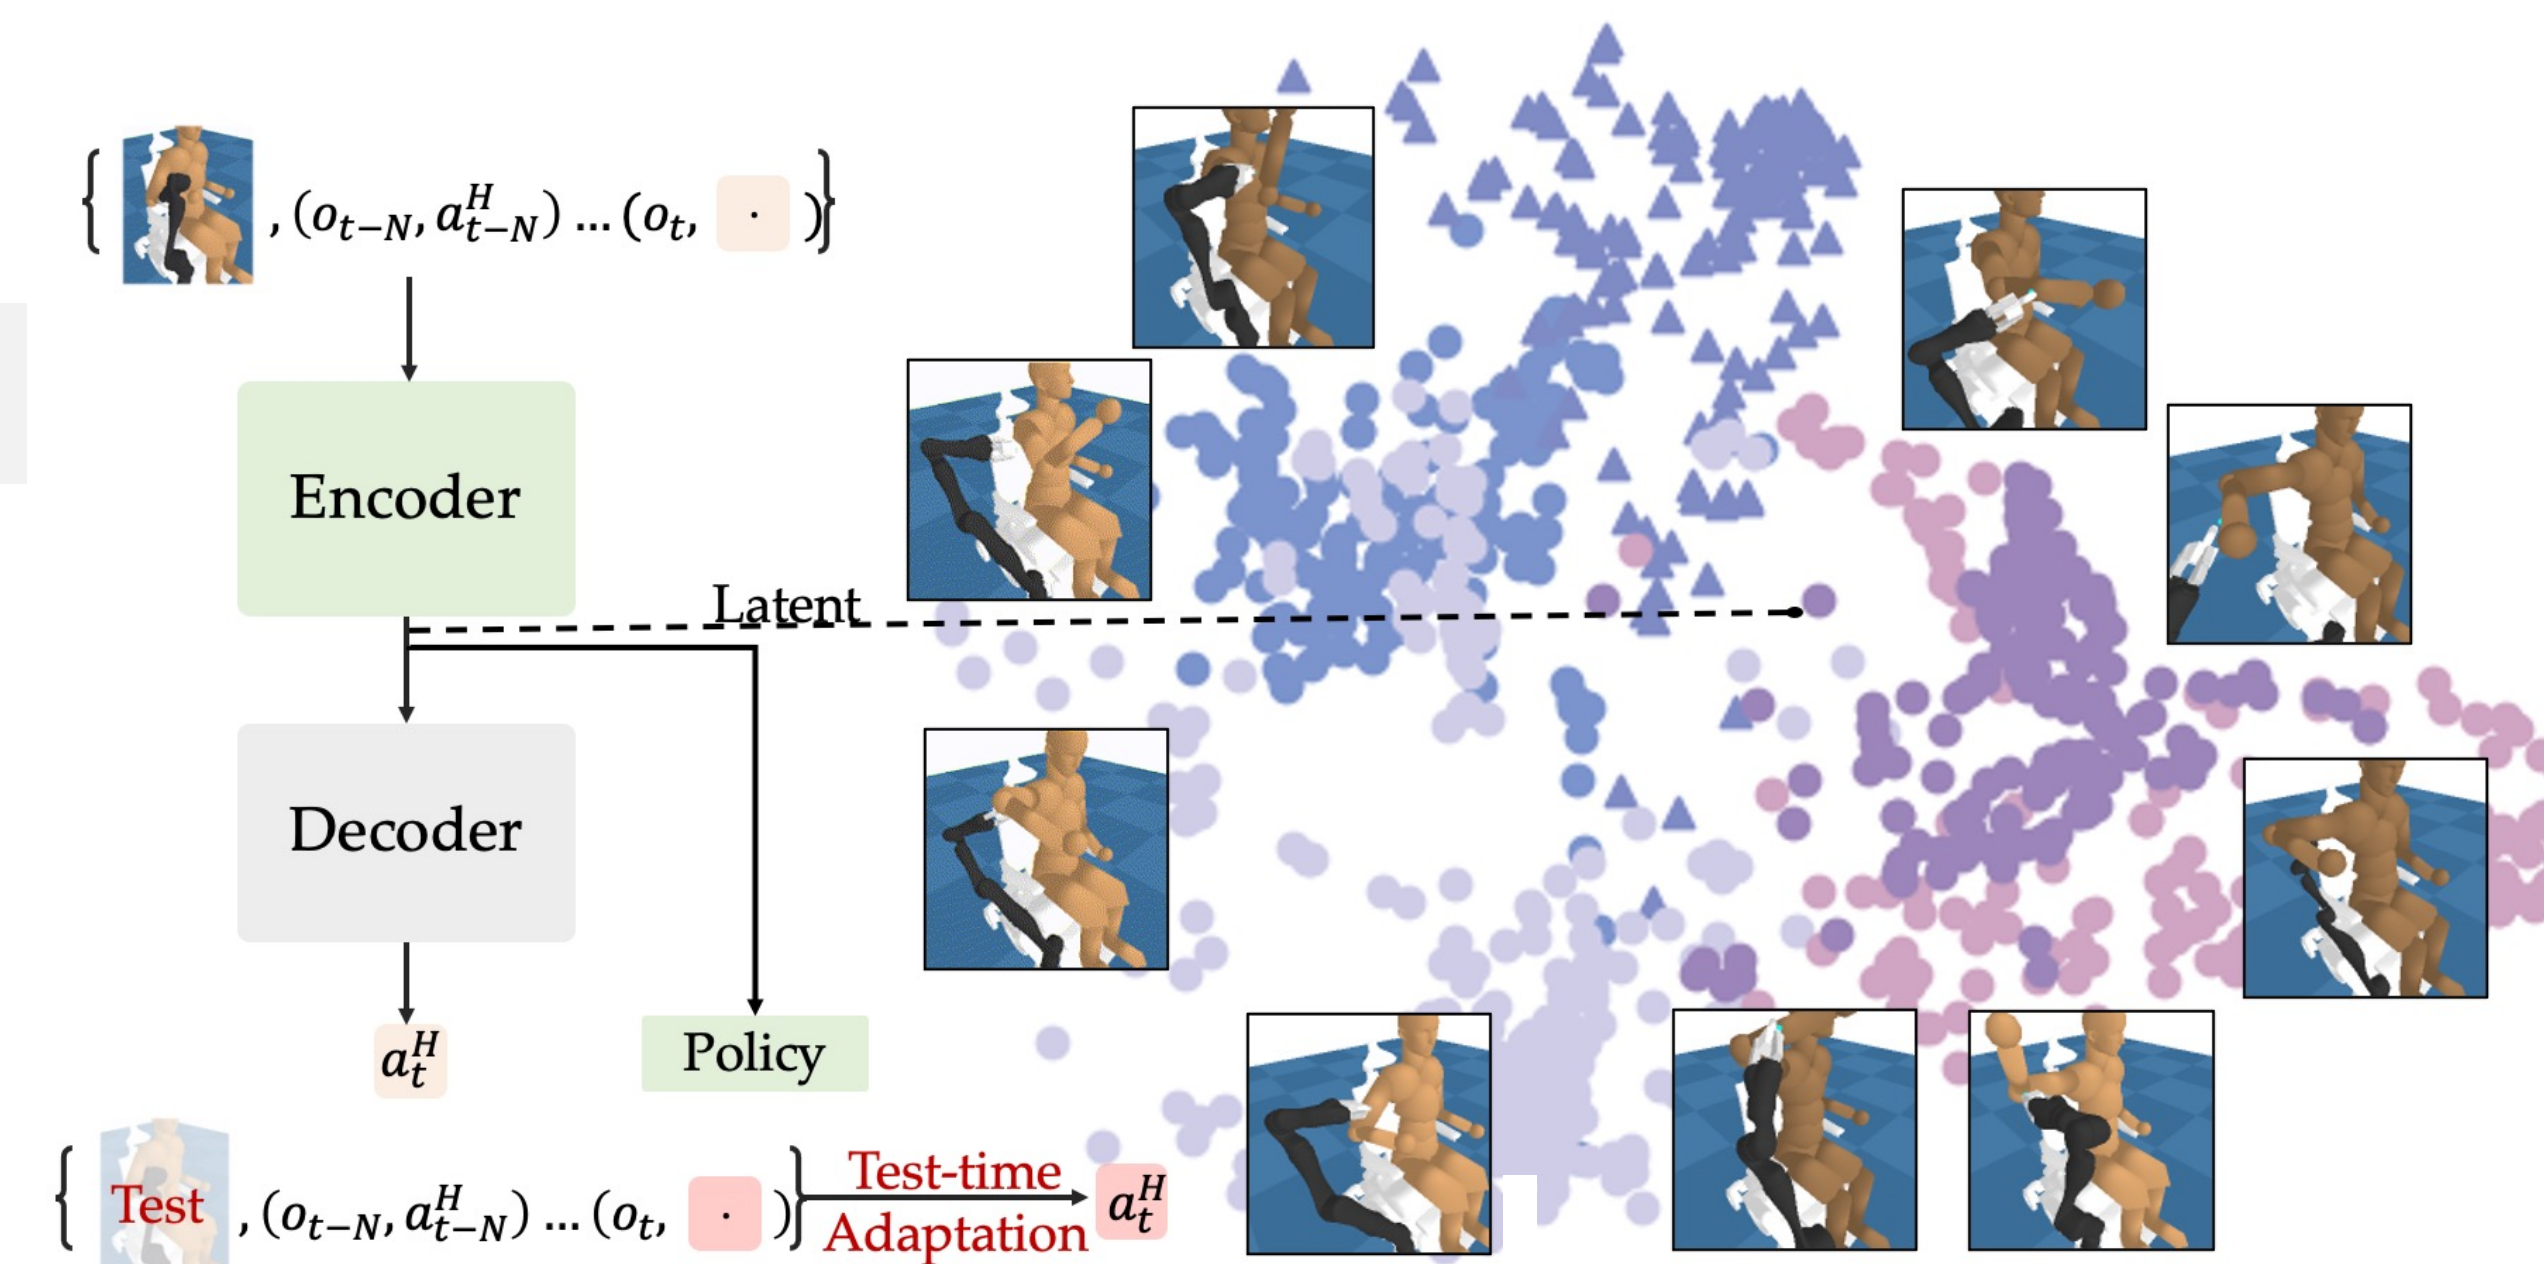 { , (o_{t−N}, a^H_{t−N}) ... (o_t, · )}
Encoder
Latent
Decoder
a^H_t
Policy
{ Test , (o_{t−N}, a^H_{t−N}) ... (o_t, · )}
Test-time
Adaptation
a^H_t